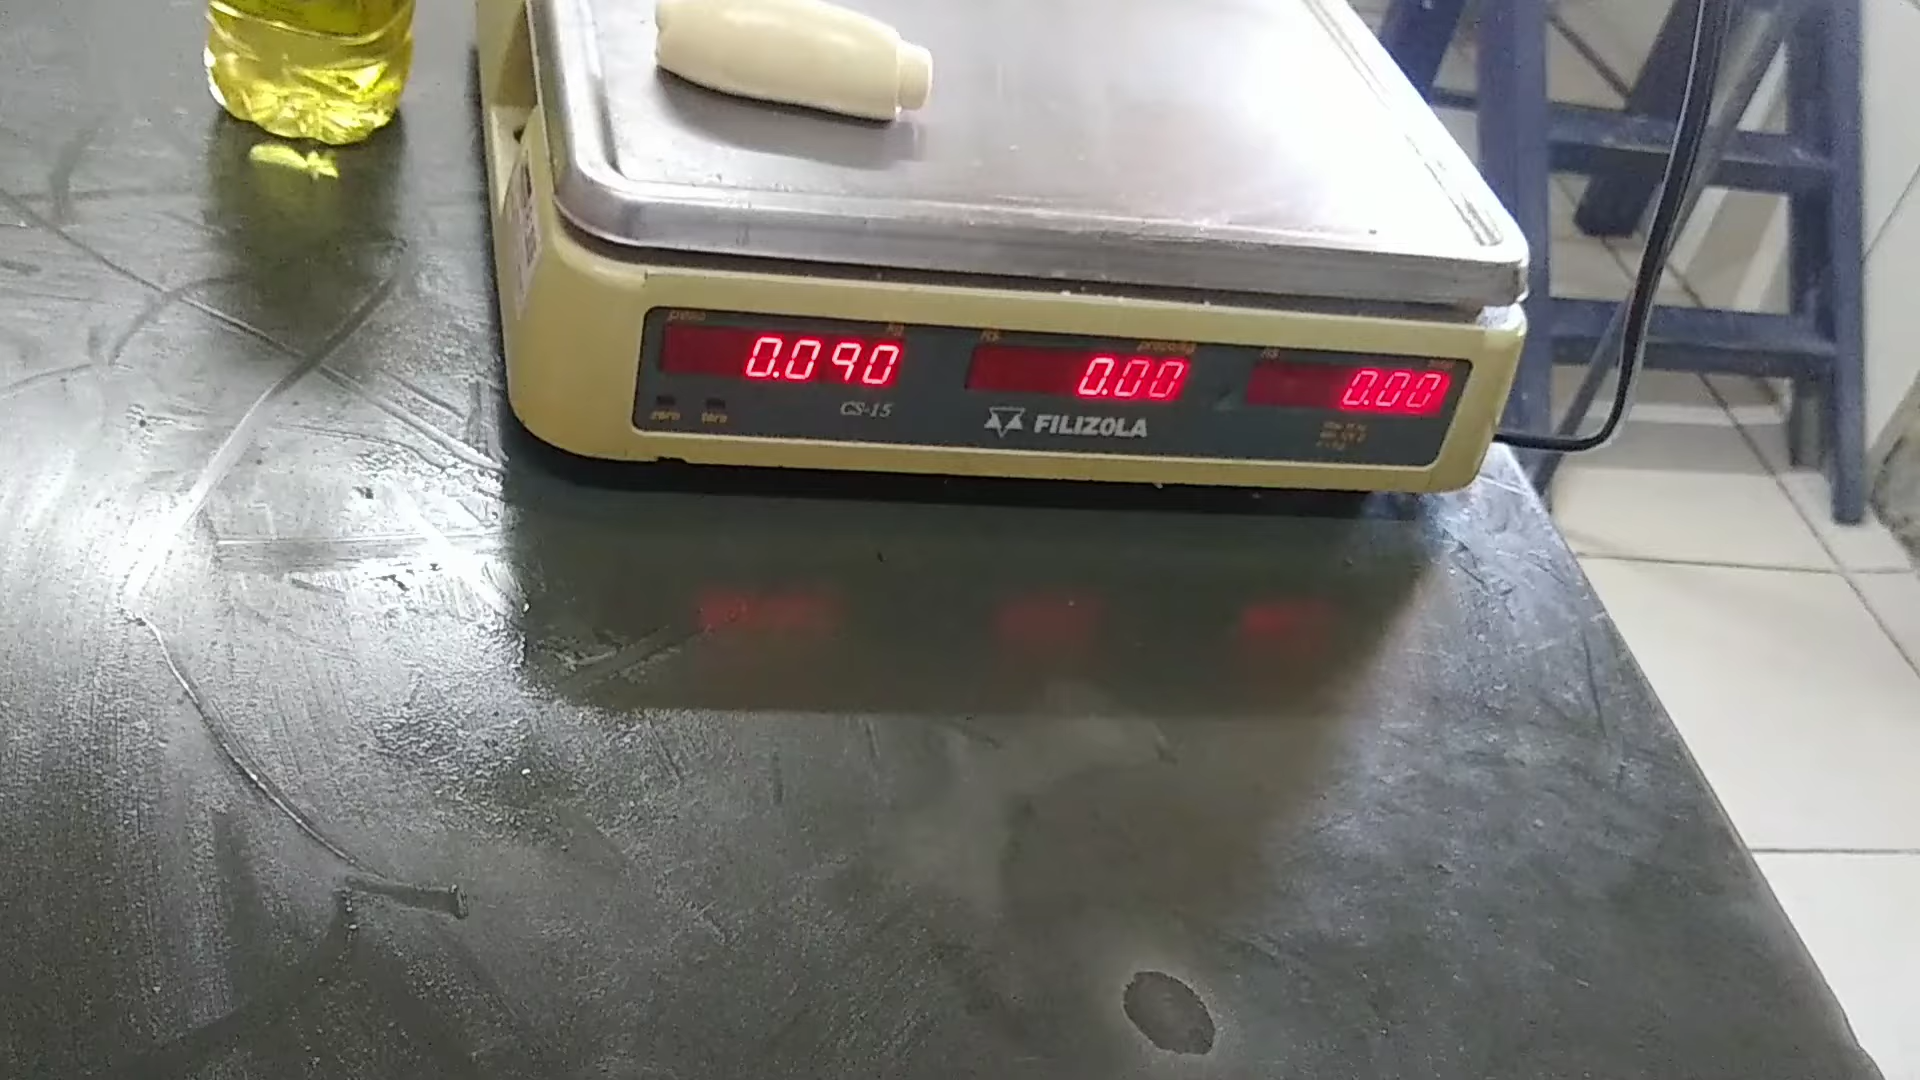 peso kg R$ preço/kg R$ total
0.090 0.00 0.00
zero tara CS-15 FILIZOLA